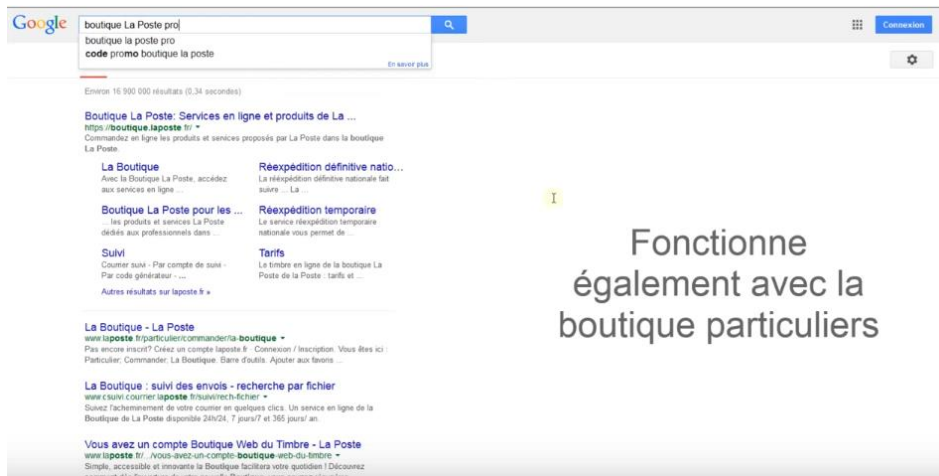 Google
boutique La Poste pro
Connexion
boutique la poste pro
code promo boutique la poste
En savoir plus
Environ 16 900 000 résultats (0,34 secondes)
Boutique La Poste: Services en ligne et produits de La ...
https://boutique.laposte.fr/
Commandez en ligne les produits et services proposés par La Poste dans la boutique
La Poste.
La Boutique
Avec la Boutique La Poste, accédez
aux services en ligne ...
Réexpédition définitive natio...
La réexpédition définitive nationale fait
suivre ... La ...
Boutique La Poste pour les ...
... les produits et services La Poste
dédiés aux professionnels dans ...
Réexpédition temporaire
Le service réexpédition temporaire
nationale vous permet de ...
Suivi
Courrier suivi - Par compte de suivi -
Par code générateur - ...
Tarifs
Le timbre en ligne de la boutique La
Poste de la Poste : tarifs et ...
Autres résultats sur laposte.fr »
La Boutique - La Poste
www.laposte.fr/particulier/commander/la-boutique
Pas encore inscrit? Créez un compte laposte.fr · Connexion / Inscription. Vous êtes ici :
Particulier; Commander; La Boutique. Barre d'outils. Ajouter aux favoris ...
La Boutique : suivi des envois - recherche par fichier
www.csuivi.courrier.laposte.fr/suivi/rech-fichier
Suivez l'acheminement de votre courrier en quelques clics. Un service en ligne de la
Boutique de La Poste disponible 24h/24, 7 jours/7 et 365 jours/ an.
Vous avez un compte Boutique Web du Timbre - La Poste
www.laposte.fr/.../vous-avez-un-compte-boutique-web-du-timbre
Simple, accessible et innovante la Boutique facilitera votre quotidien ! Découvrez
Fonctionne
également avec la
boutique particuliers